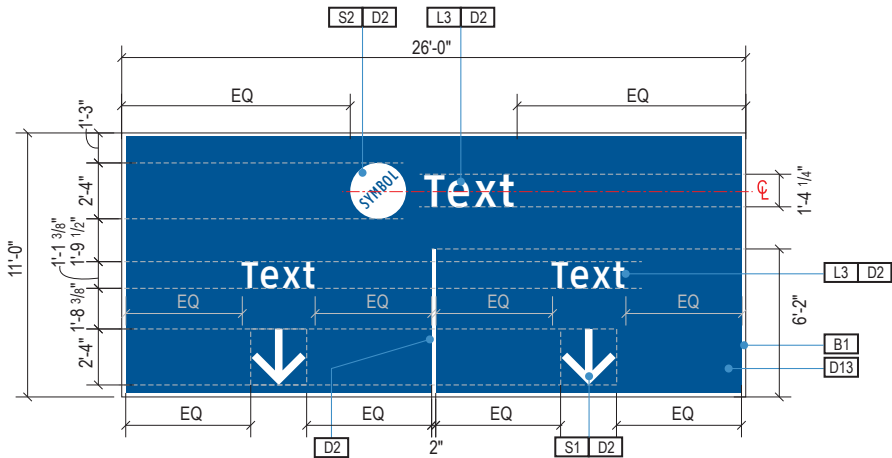 S2 D2 L3 D2
26'-0"
EQ EQ
1'-3"
2'-4"
SYMBOL Text
CL
1'-4 1/4"
11'-0"
1'-1 3/8"
1'-9 1/2"
Text Text
L3 D2
EQ EQ EQ EQ
1'-8 3/8"
6'-2"
2'-4"
B1
D13
EQ EQ EQ EQ
D2 2" S1 D2